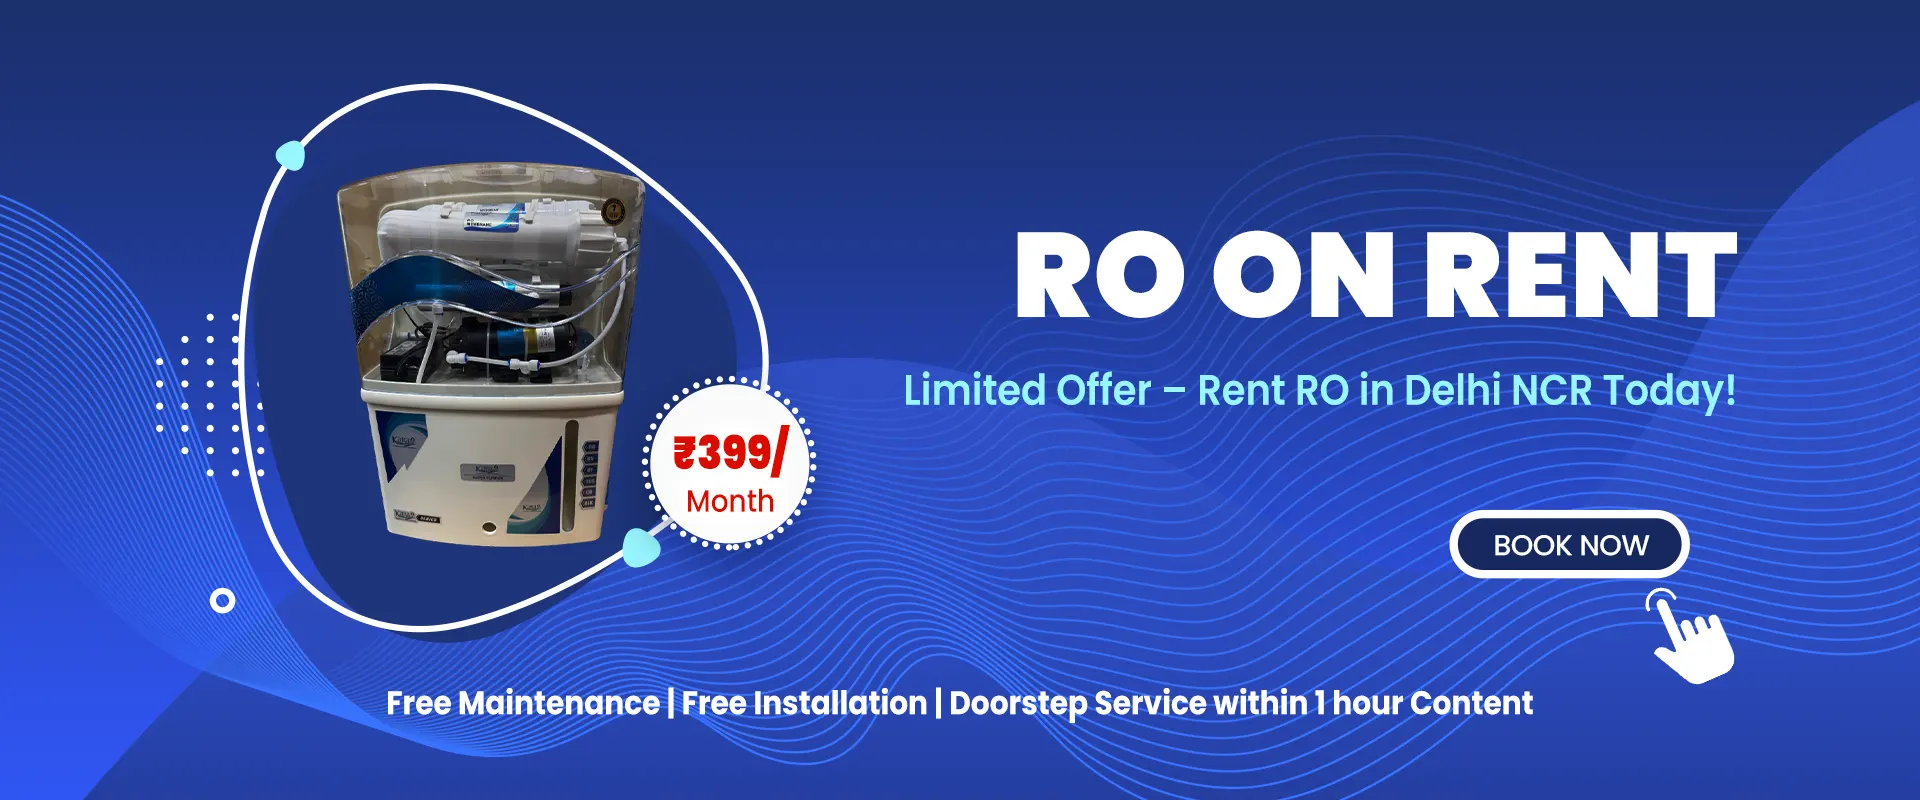 RO ON RENT
Limited Offer – Rent RO in Delhi NCR Today!
₹399/
Month
BOOK NOW
Free Maintenance | Free Installation | Doorstep Service within 1 hour Content